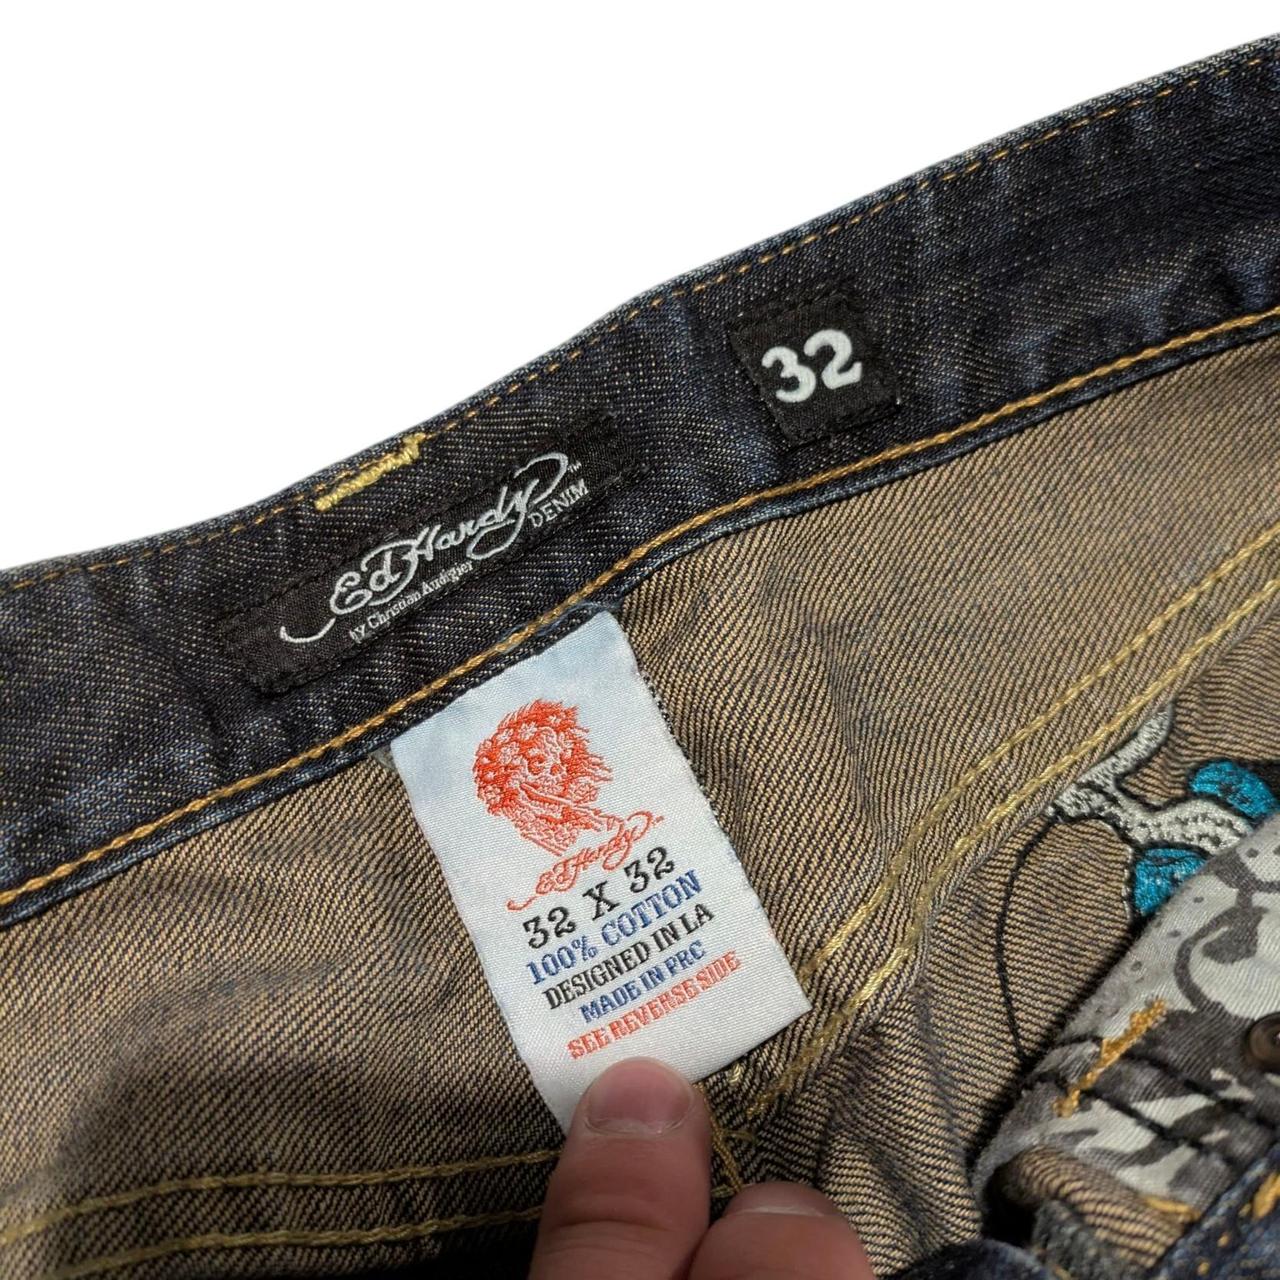 32
Ed Hardy™
DENIM
by Christian Audigier
Ed Hardy
32 X 32
100% COTTON
DESIGNED IN LA
MADE IN PRC
SEE REVERSE SIDE